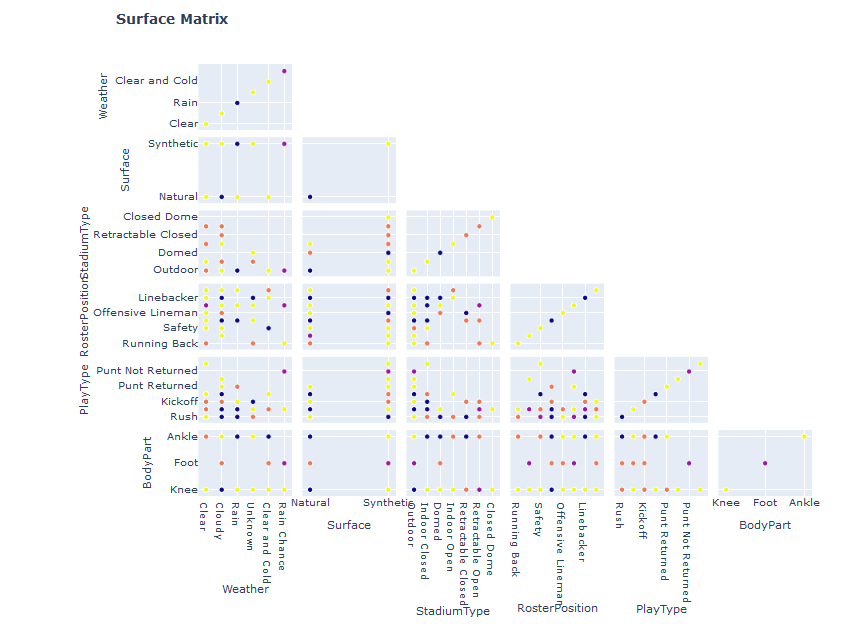 Surface Matrix
Weather
Clear and Cold
Rain
Clear
Surface
Synthetic
Natural
StadiumType
Closed Dome
Retractable Closed
Domed
Outdoor
RosterPosition
Linebacker
Offensive Lineman
Safety
Running Back
PlayType
Punt Not Returned
Punt Returned
Kickoff
Rush
BodyPart
Ankle
Foot
Knee
Clear
Cloudy
Rain
Unknown
Clear and Cold
Rain Chance
Weather
Natural
Synthetic
Surface
Outdoor
Indoor Closed
Domed
Indoor Open
Retractable Closed
Retractable Open
Closed Dome
StadiumType
Running Back
Safety
Offensive Lineman
Linebacker
RosterPosition
Rush
Kickoff
Punt Returned
Punt Not Returned
PlayType
Knee
Foot
Ankle
BodyPart